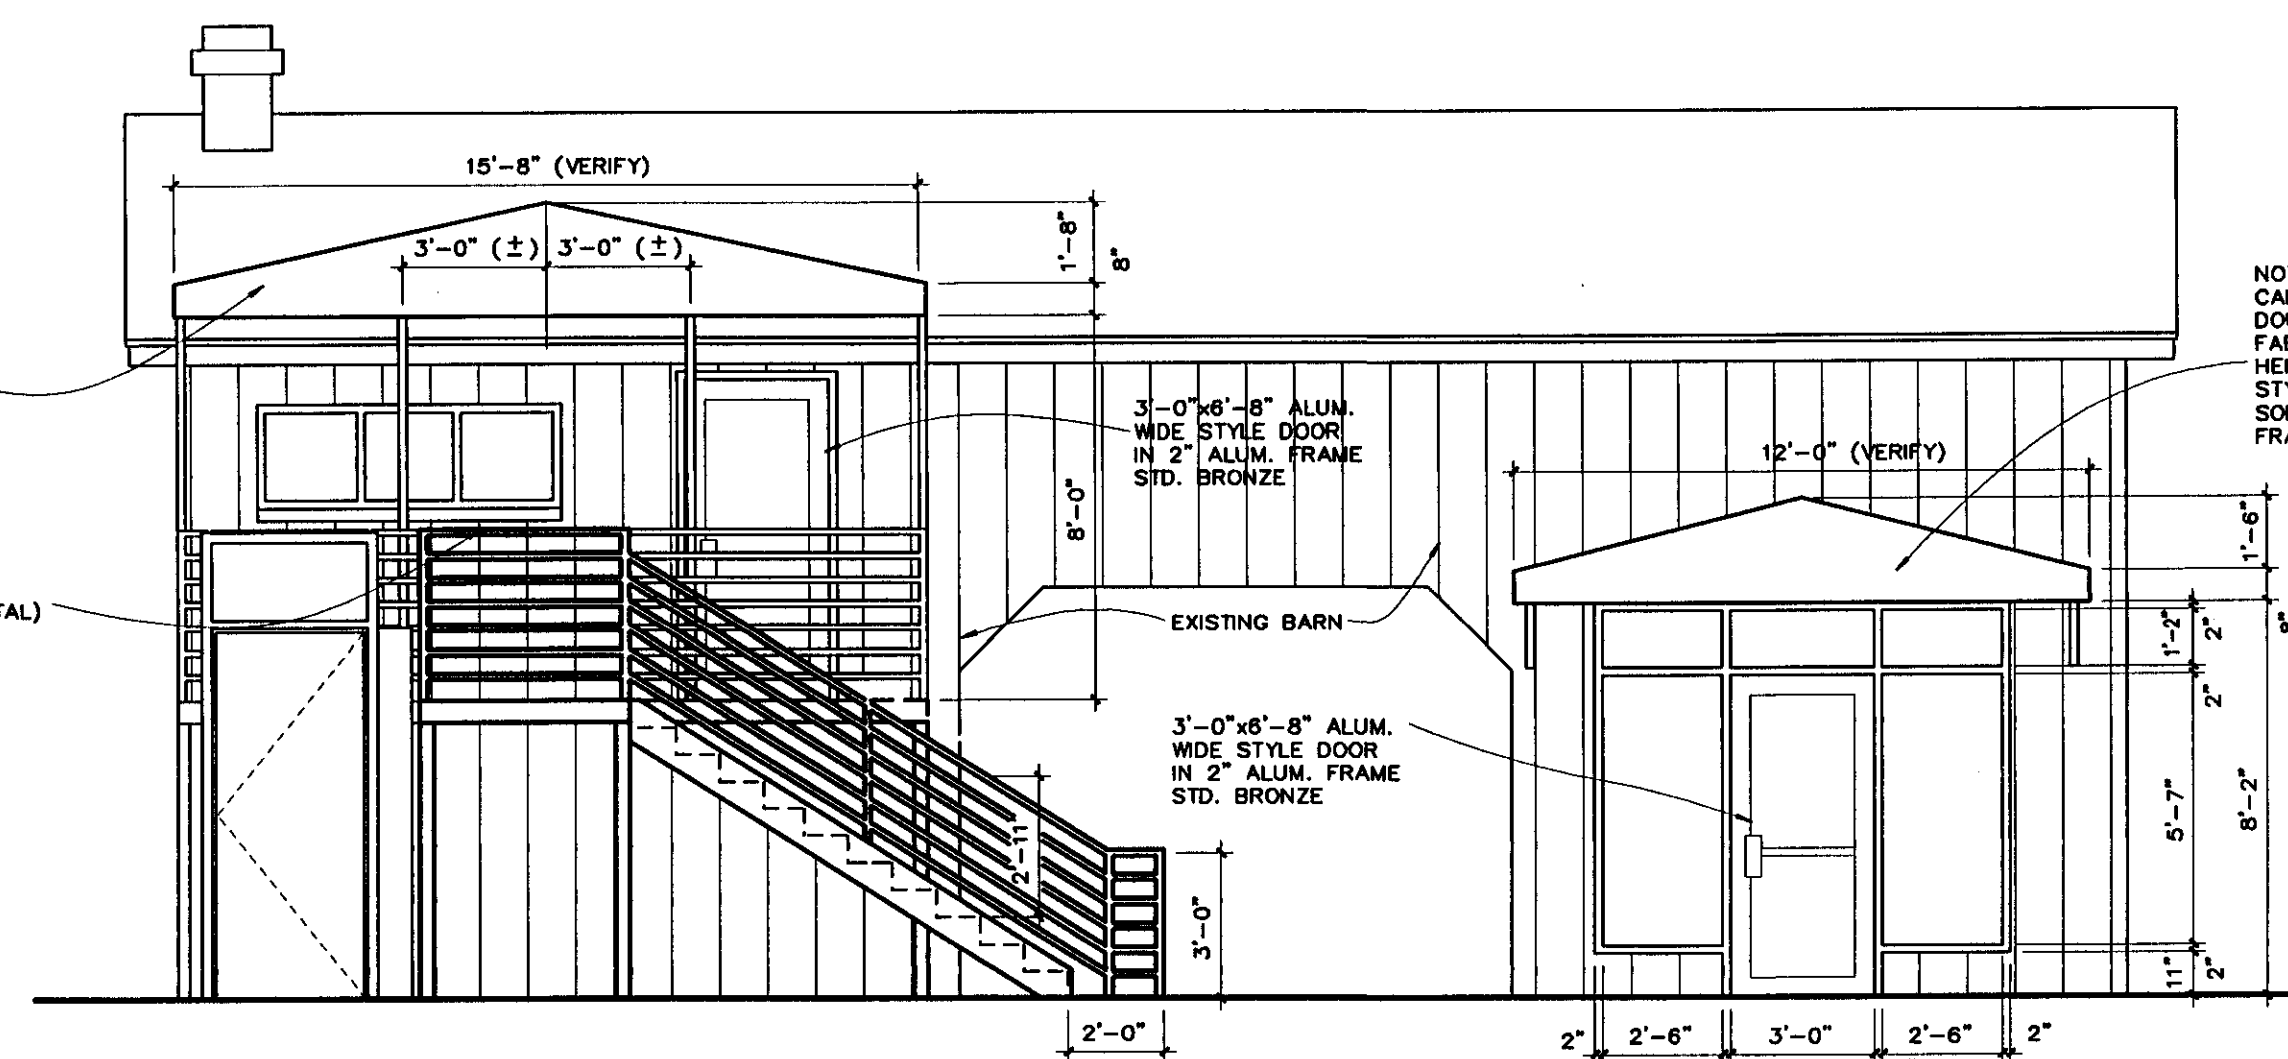 15'-8" (VERIFY)
3'-0" (±)
3'-0" (±)
1'-8"
8"
8'-0"
3'-0"x6'-8" ALUM.
WIDE STYLE DOOR
IN 2" ALUM. FRAME
STD. BRONZE
12'-0" (VERIFY)
1'-6"
EXISTING BARN
3'-0"x6'-8" ALUM.
WIDE STYLE DOOR
IN 2" ALUM. FRAME
STD. BRONZE
2'-11"
3'-0"
2'-0"
1'-2"
2"
2"
5'-7"
8'-2"
11"
2"
2"
2'-6"
3'-0"
2'-6"
2"